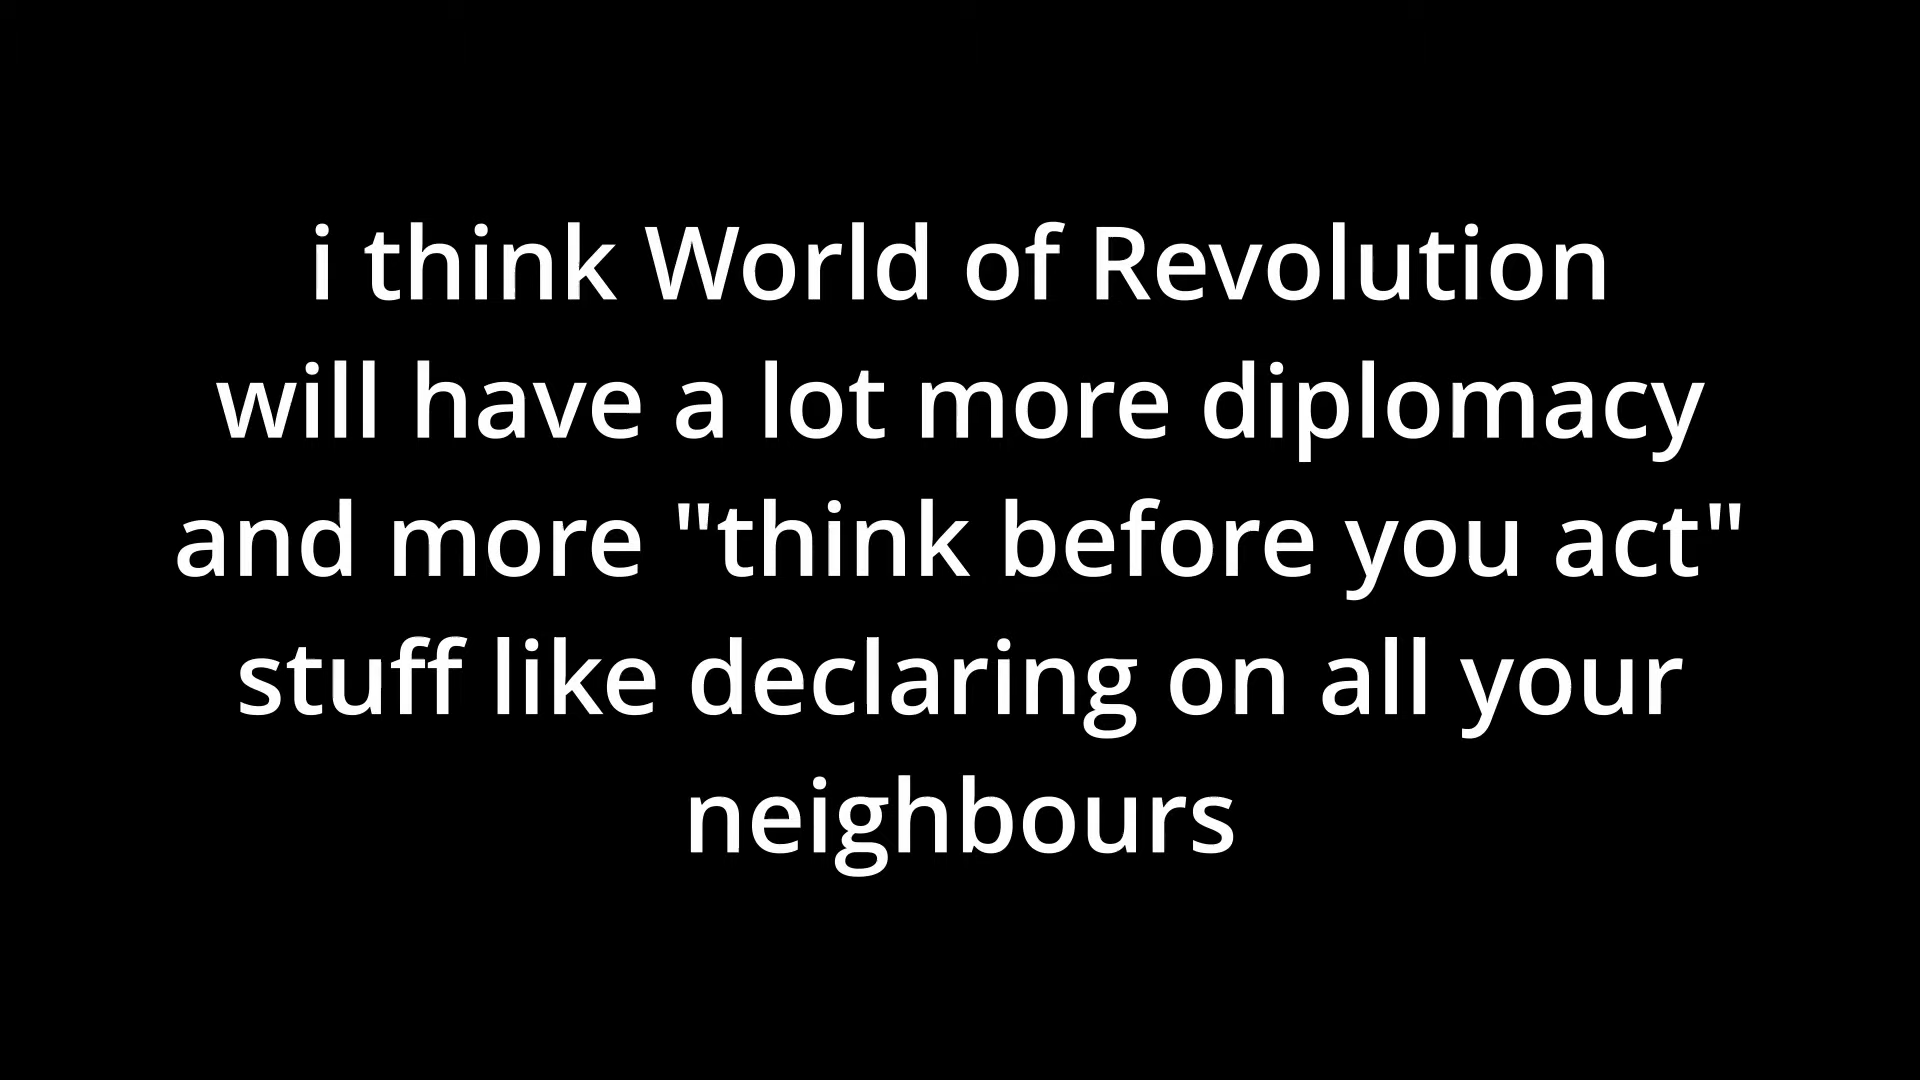 i think World of Revolution
will have a lot more diplomacy
and more "think before you act"
stuff like declaring on all your
neighbours